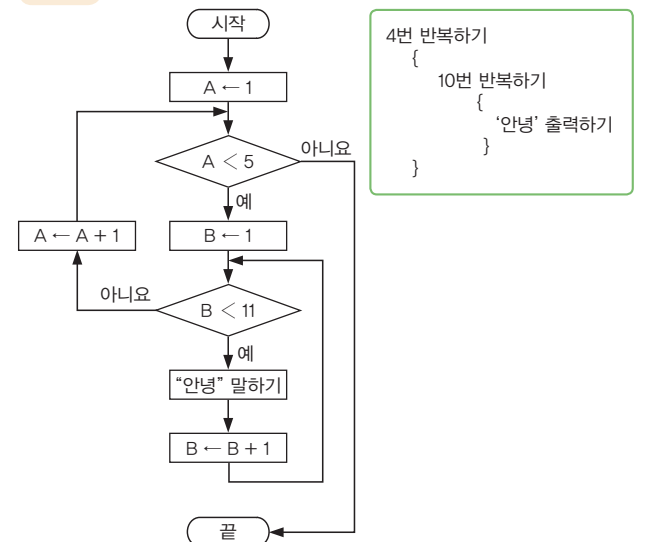 시작
A ← 1
A < 5
아니요
예
A ← A + 1
B ← 1
아니요
B < 11
예
“안녕” 말하기
B ← B + 1
끝
4번 반복하기
{
10번 반복하기
{
‘안녕’ 출력하기
}
}